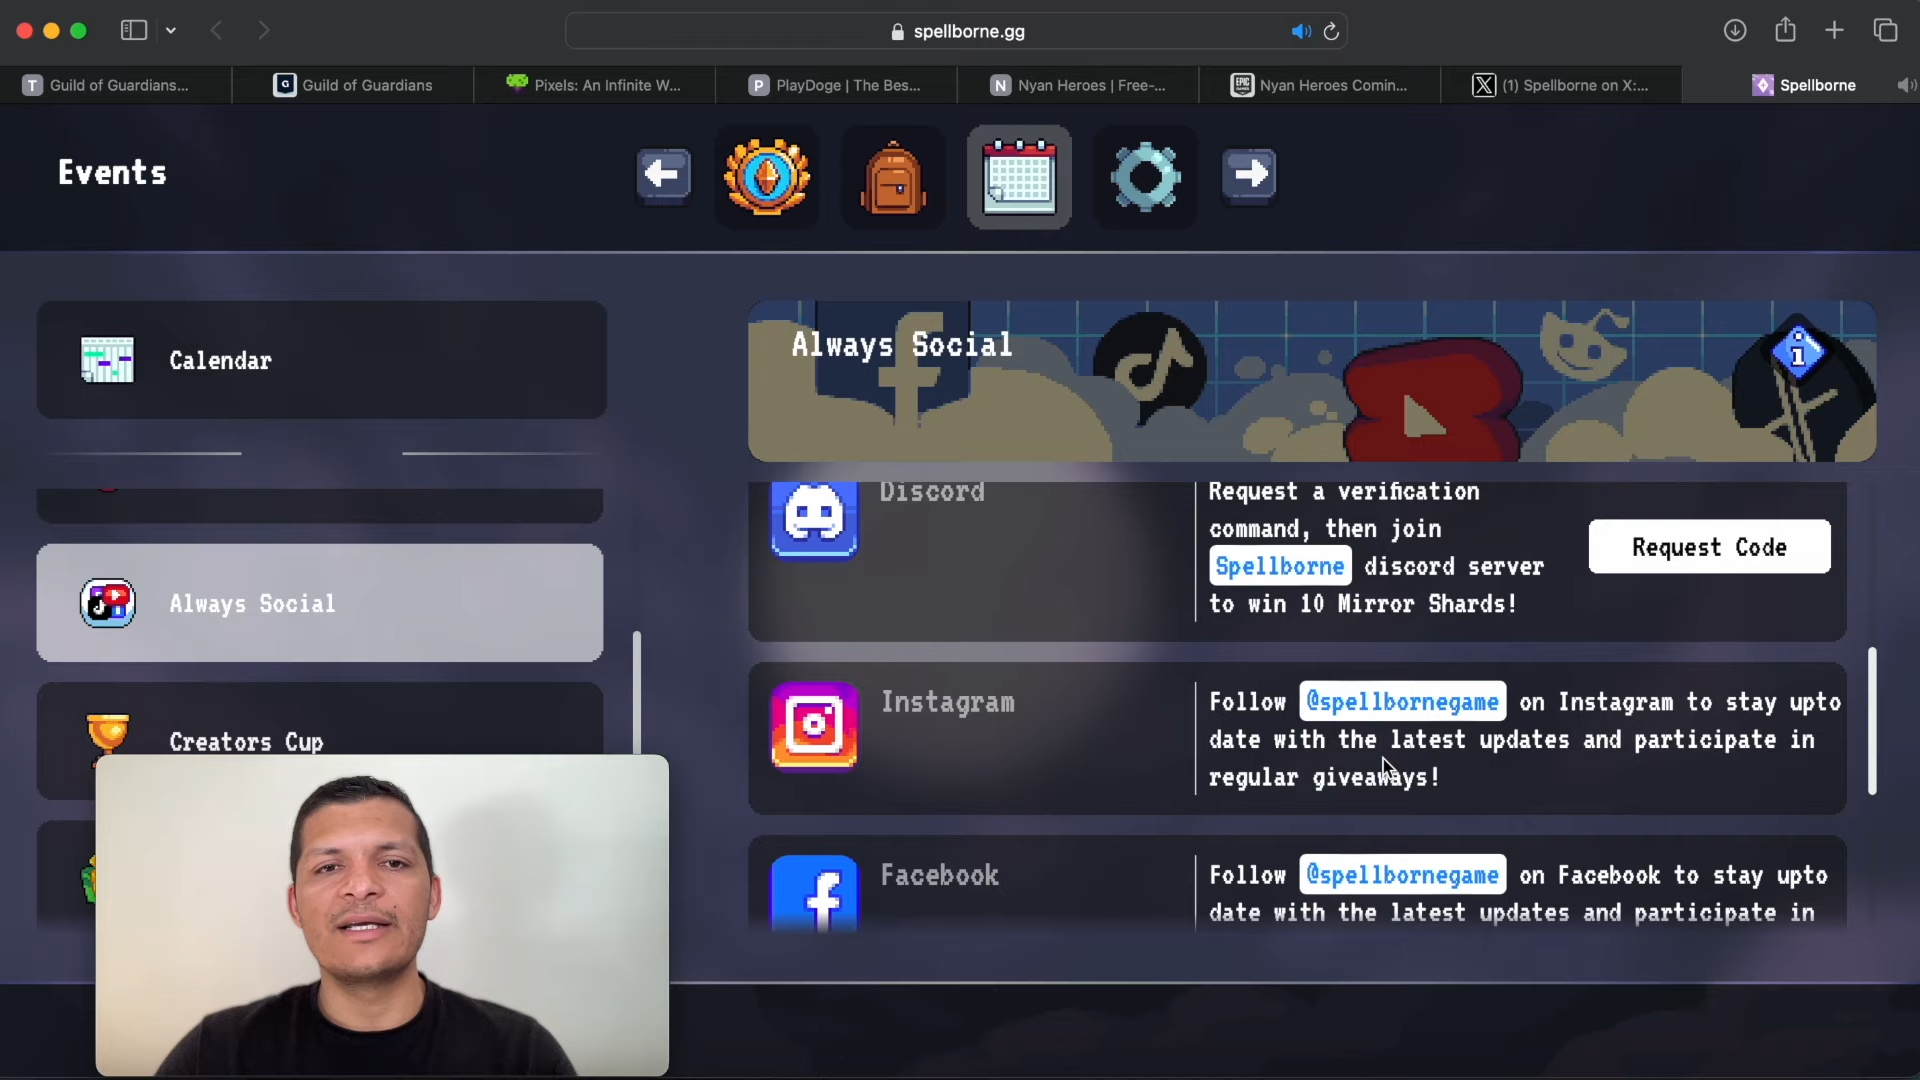 spellborne.gg
Guild of Guardians...
Guild of Guardians
Pixels: An Infinite W...
PlayDoge | The Bes...
Nyan Heroes | Free-...
Nyan Heroes Comin...
(1) Spellborne on X:...
Spellborne
Events
Calendar
Always Social
Creators Cup
Always Social
Discord
Request a verification
command, then join
Spellborne discord server
to win 10 Mirror Shards!
Request Code
Instagram
Follow @spellbornegame on Instagram to stay upto
date with the latest updates and participate in
regular giveaways!
Facebook
Follow @spellbornegame on Facebook to stay upto
date with the latest updates and participate in